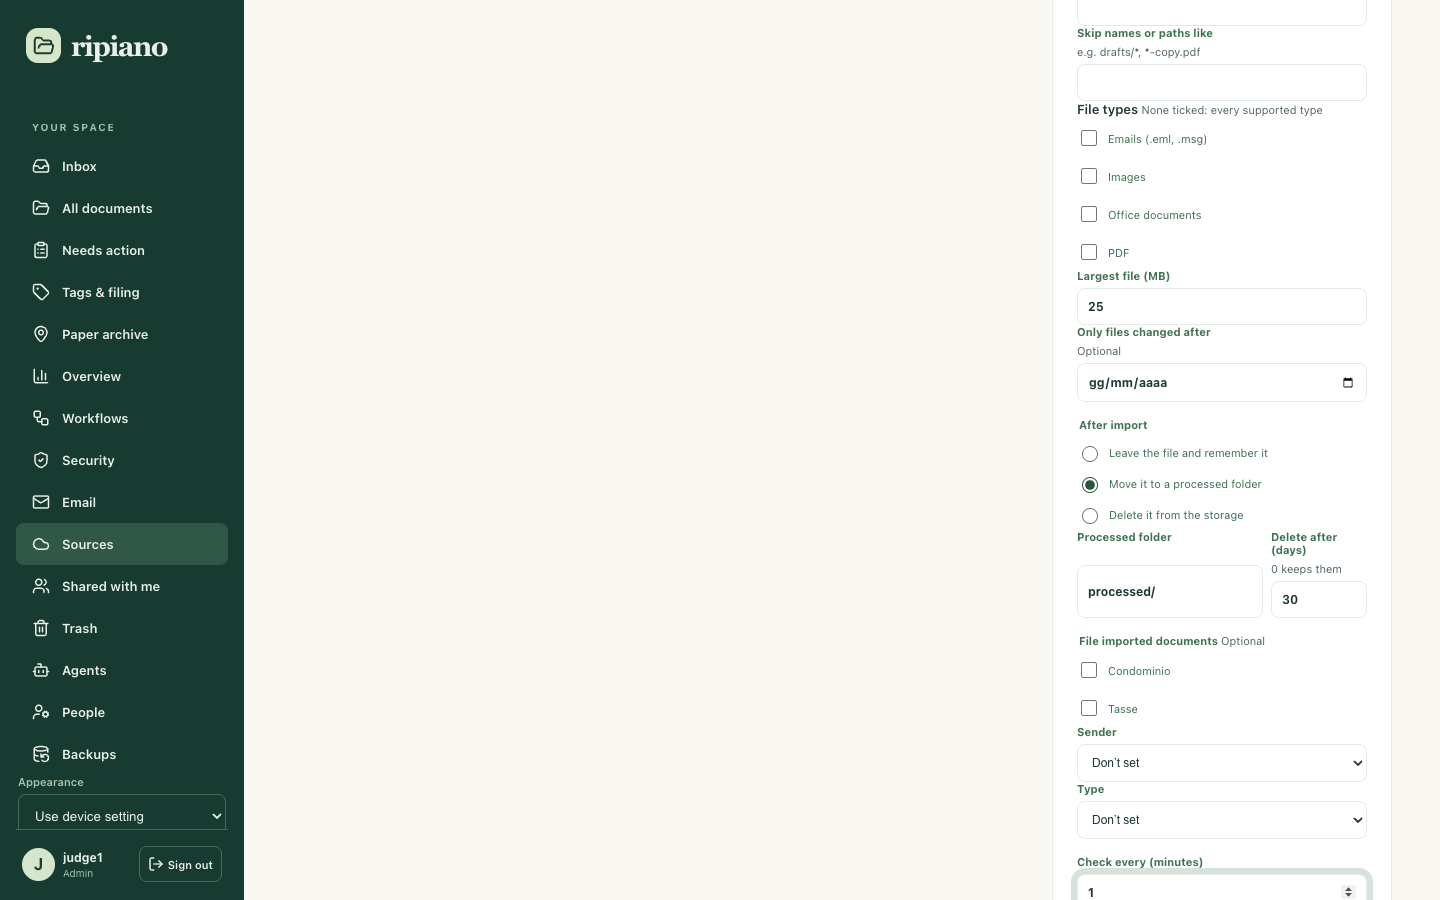 ripiano
YOUR SPACE
Inbox
All documents
Needs action
Tags & filing
Paper archive
Overview
Workflows
Security
Email
Sources
Shared with me
Trash
Agents
People
Backups
Appearance
Use device setting
J
judge1
Admin
Sign out
Skip names or paths like
e.g. drafts/*, *-copy.pdf
File types None ticked: every supported type
Emails (.eml, .msg)
Images
Office documents
PDF
Largest file (MB)
25
Only files changed after
Optional
gg/mm/aaaa
After import
Leave the file and remember it
Move it to a processed folder
Delete it from the storage
Processed folder
processed/
Delete after
(days)
0 keeps them
30
File imported documents Optional
Condominio
Tasse
Sender
Don't set
Type
Don't set
Check every (minutes)
1